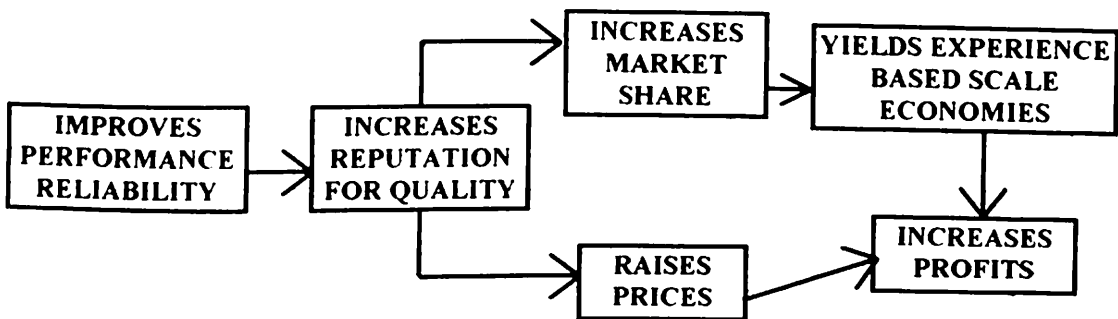 IMPROVES
PERFORMANCE
RELIABILITY
INCREASES
REPUTATION
FOR QUALITY
INCREASES
MARKET
SHARE
YIELDS EXPERIENCE
BASED SCALE
ECONOMIES
RAISES
PRICES
INCREASES
PROFITS